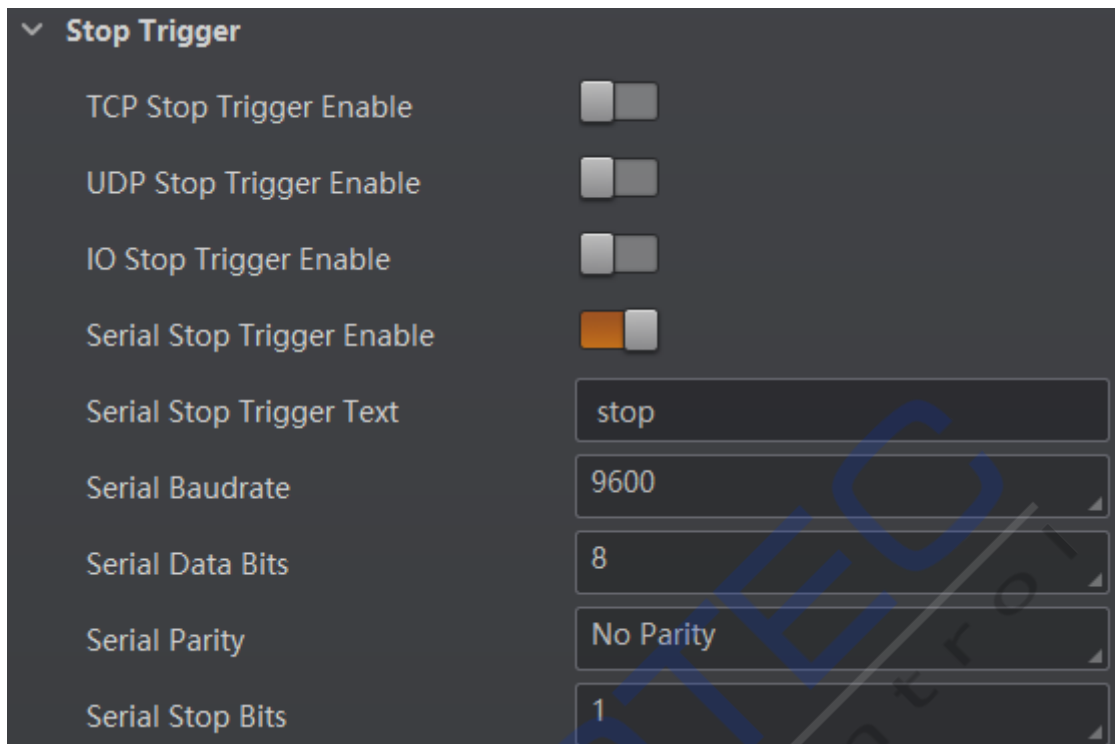 Stop Trigger
TCP Stop Trigger Enable
UDP Stop Trigger Enable
IO Stop Trigger Enable
Serial Stop Trigger Enable
Serial Stop Trigger Text stop
Serial Baudrate 9600
Serial Data Bits 8
Serial Parity No Parity
Serial Stop Bits 1